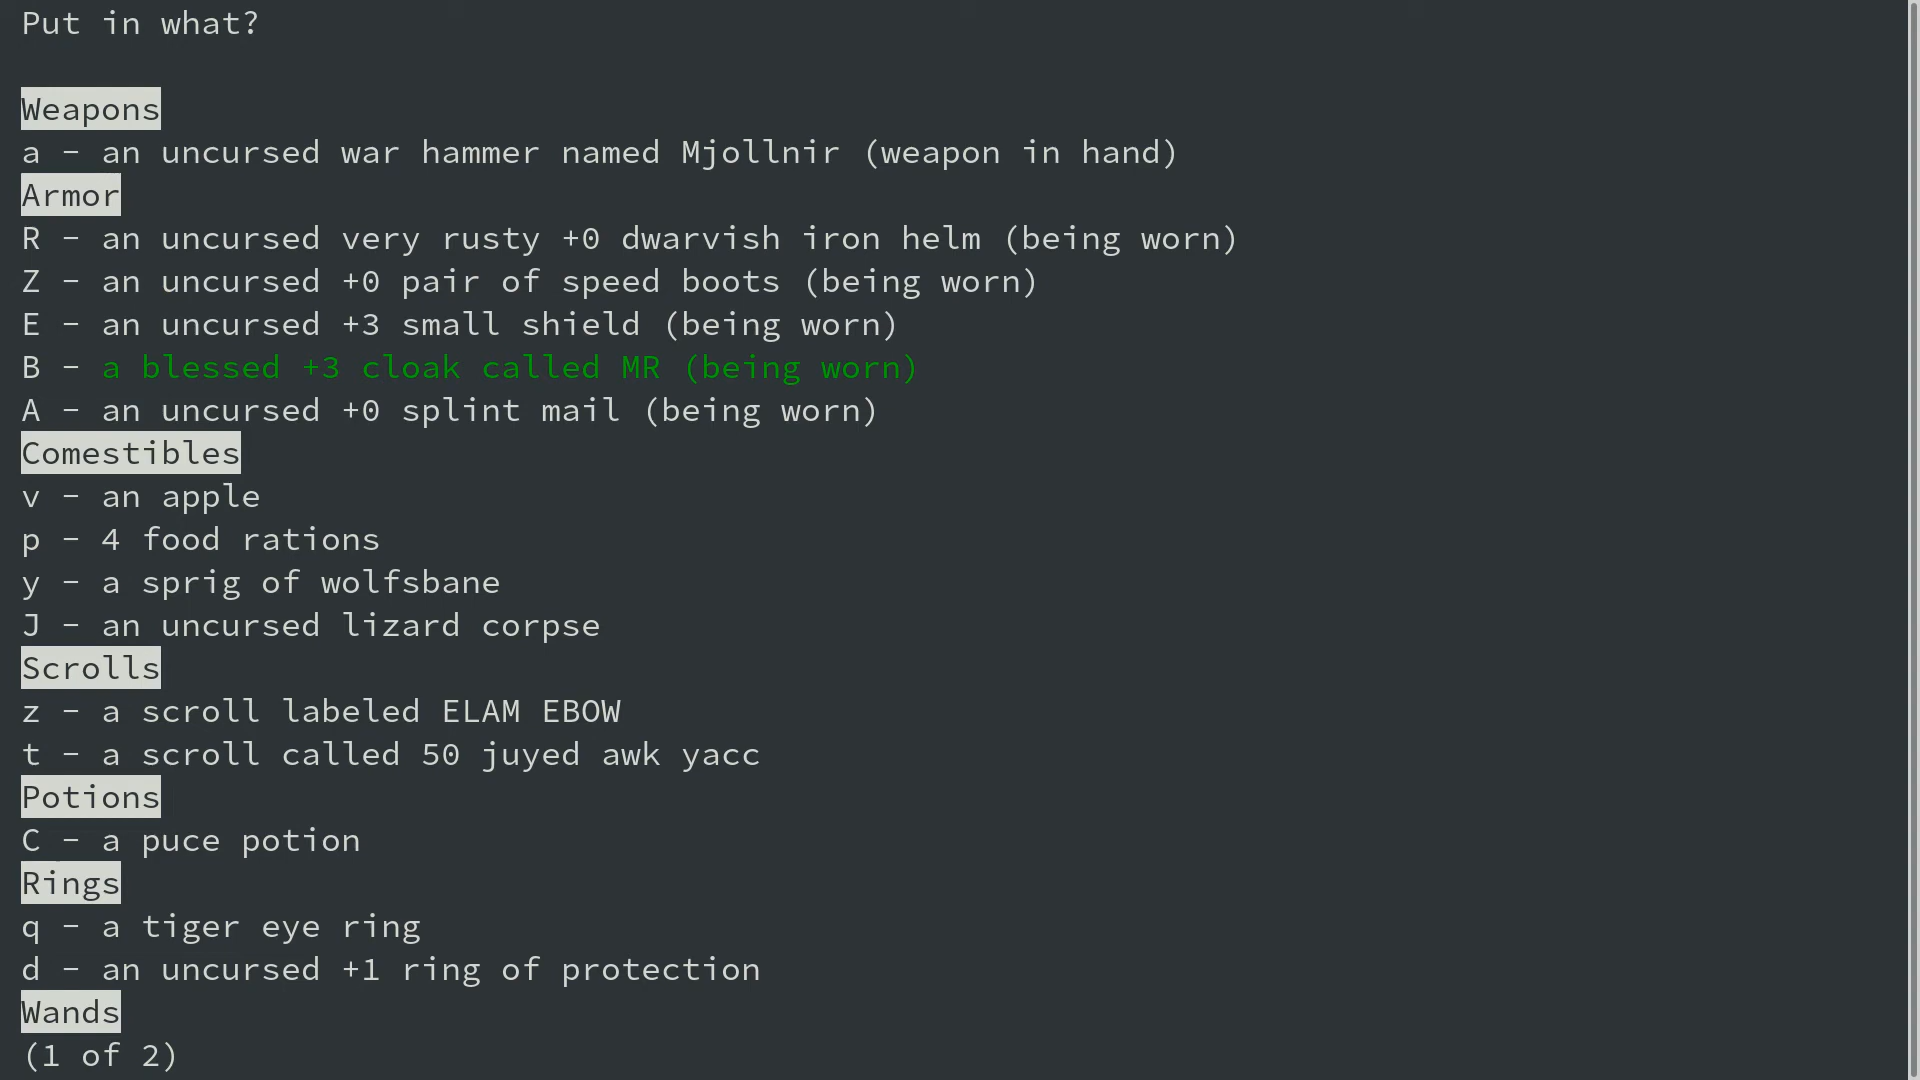 Put in what?
Weapons
a - an uncursed war hammer named Mjollnir (weapon in hand)
Armor
R - an uncursed very rusty +0 dwarvish iron helm (being worn)
Z - an uncursed +0 pair of speed boots (being worn)
E - an uncursed +3 small shield (being worn)
B - a blessed +3 cloak called MR (being worn)
A - an uncursed +0 splint mail (being worn)
Comestibles
v - an apple
p - 4 food rations
y - a sprig of wolfsbane
J - an uncursed lizard corpse
Scrolls
z - a scroll labeled ELAM EBOW
t - a scroll called 50 juyed awk yacc
Potions
C - a puce potion
Rings
q - a tiger eye ring
d - an uncursed +1 ring of protection
Wands
(1 of 2)